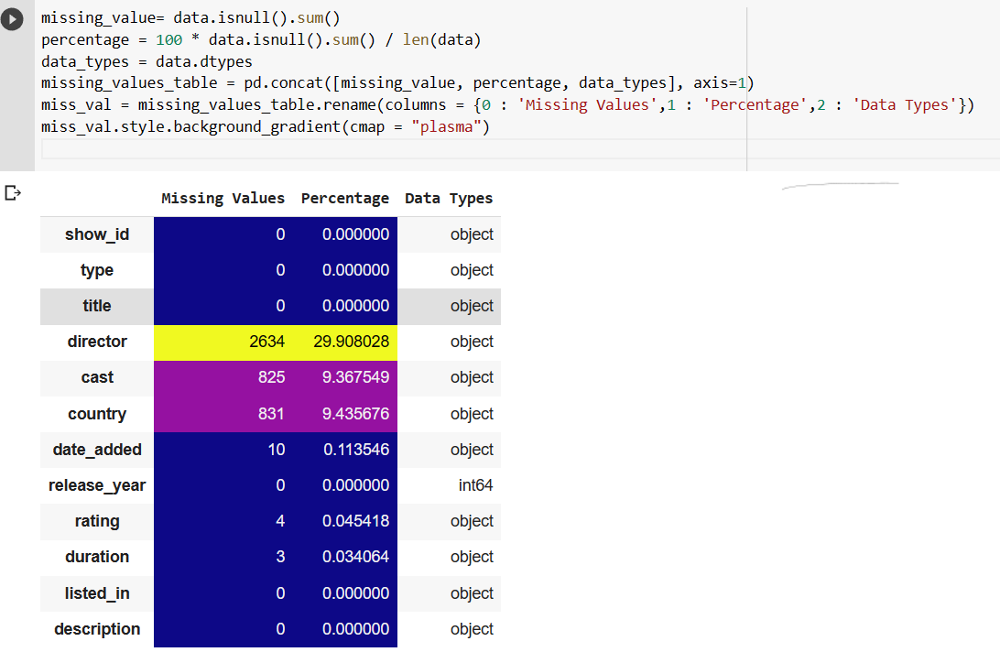 missing_value= data.isnull().sum()
percentage = 100 * data.isnull().sum() / len(data)
data_types = data.dtypes
missing_values_table = pd.concat([missing_value, percentage, data_types], axis=1)
miss_val = missing_values_table.rename(columns = {0 : 'Missing Values',1 : 'Percentage',2 : 'Data Types'})
miss_val.style.background_gradient(cmap = "plasma")
Missing Values Percentage Data Types
show_id 0 0.000000 object
type 0 0.000000 object
title 0 0.000000 object
director 2634 29.908028 object
cast 825 9.367549 object
country 831 9.435676 object
date_added 10 0.113546 object
release_year 0 0.000000 int64
rating 4 0.045418 object
duration 3 0.034064 object
listed_in 0 0.000000 object
description 0 0.000000 object